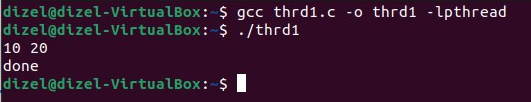 dizel@dizel-VirtualBox:~$ gcc thrd1.c -o thrd1 -lpthread
dizel@dizel-VirtualBox:~$ ./thrd1
10 20
done
dizel@dizel-VirtualBox:~$